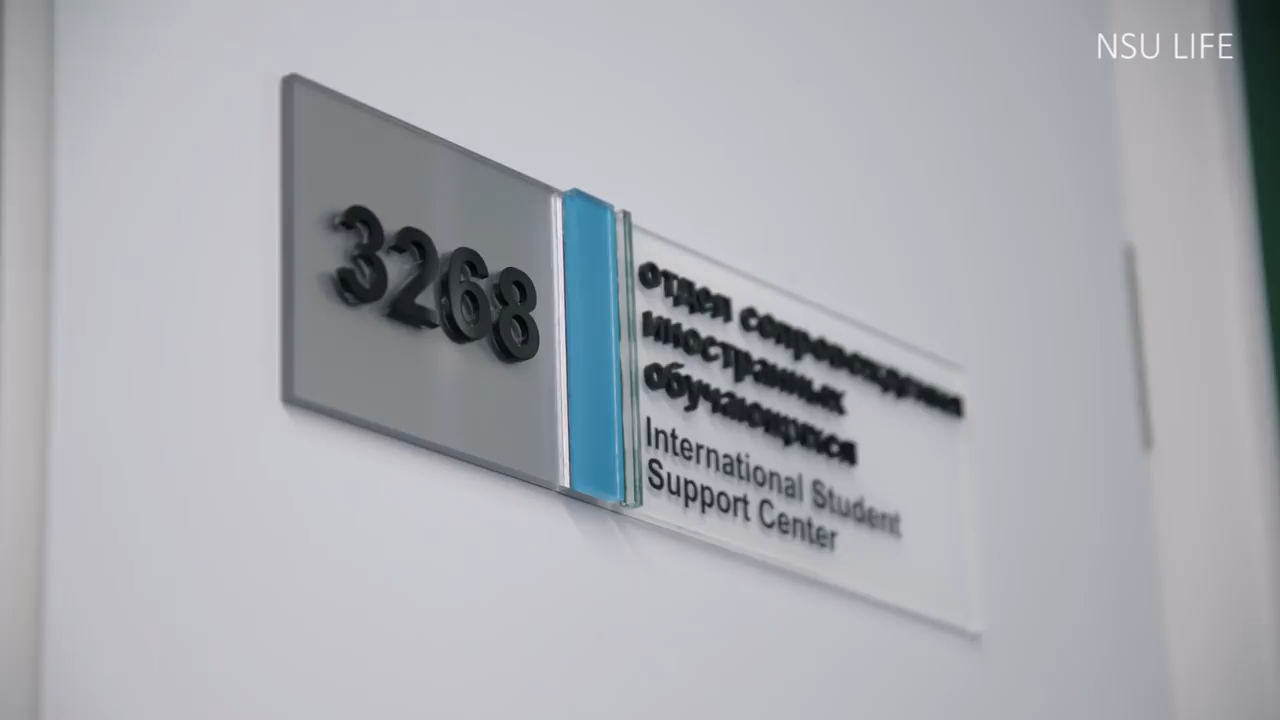 NSU LIFE
3268
отдел сопровождения
иностранных
обучающихся
International Student
Support Center